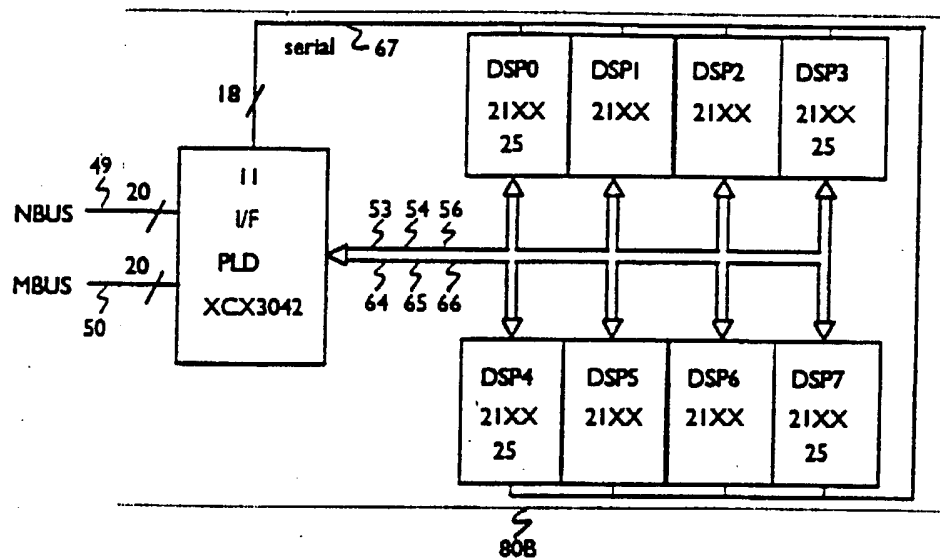 serial 67
18
DSP0 DSP1 DSP2 DSP3
21XX 21XX 21XX 21XX
25 25
49
NBUS 20
MBUS 20
50
11
I/F
PLD
XCX3042
53 54 56
64 65 66
DSP4 DSP5 DSP6 DSP7
21XX 21XX 21XX 21XX
25 25
80B